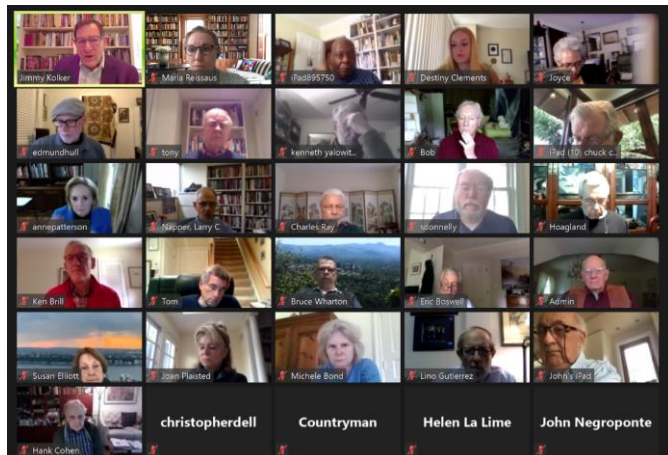 Jimmy Kolker
Maria Reissaus
iPad895750
Destiny Clements
Joyce
edmundhull
tony
kenneth yalowit...
Bob
iPad (10) chuck c...
annepatterson
Napper, Larry C
Charles Ray
sdonnelly
Hoagland
Ken Brill
Tom
Bruce Wharton
Eric Boswell
Admin
Susan Elliott
Joan Plaisted
Michele Bond
Lino Gutierrez
John's iPad
Hank Cohen
christopherdell
Countryman
Helen La Lime
John Negroponte